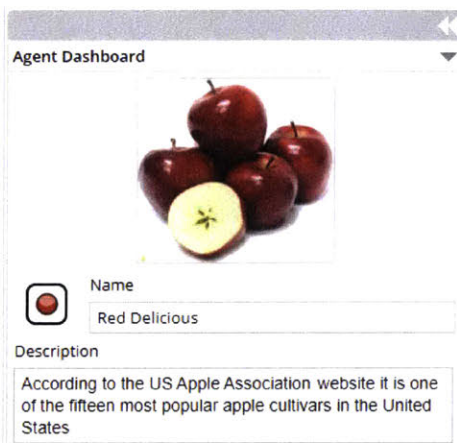 Agent Dashboard
Name
Red Delicious
Description
According to the US Apple Association website it is one
of the fifteen most popular apple cultivars in the United
States